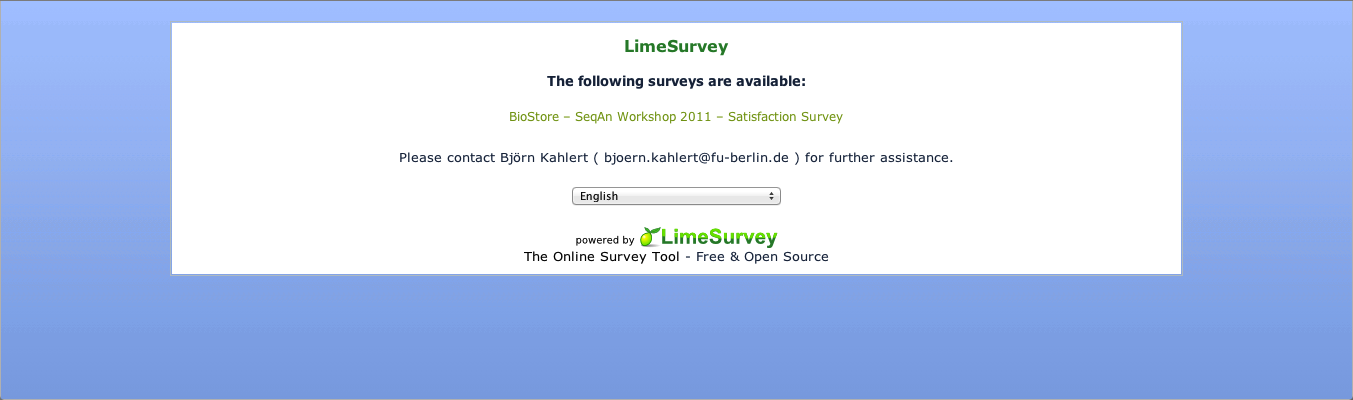 LimeSurvey
The following surveys are available:
BioStore – SeqAn Workshop 2011 – Satisfaction Survey
Please contact Björn Kahlert ( bjoern.kahlert@fu-berlin.de ) for further assistance.
English
powered by LimeSurvey
The Online Survey Tool - Free & Open Source